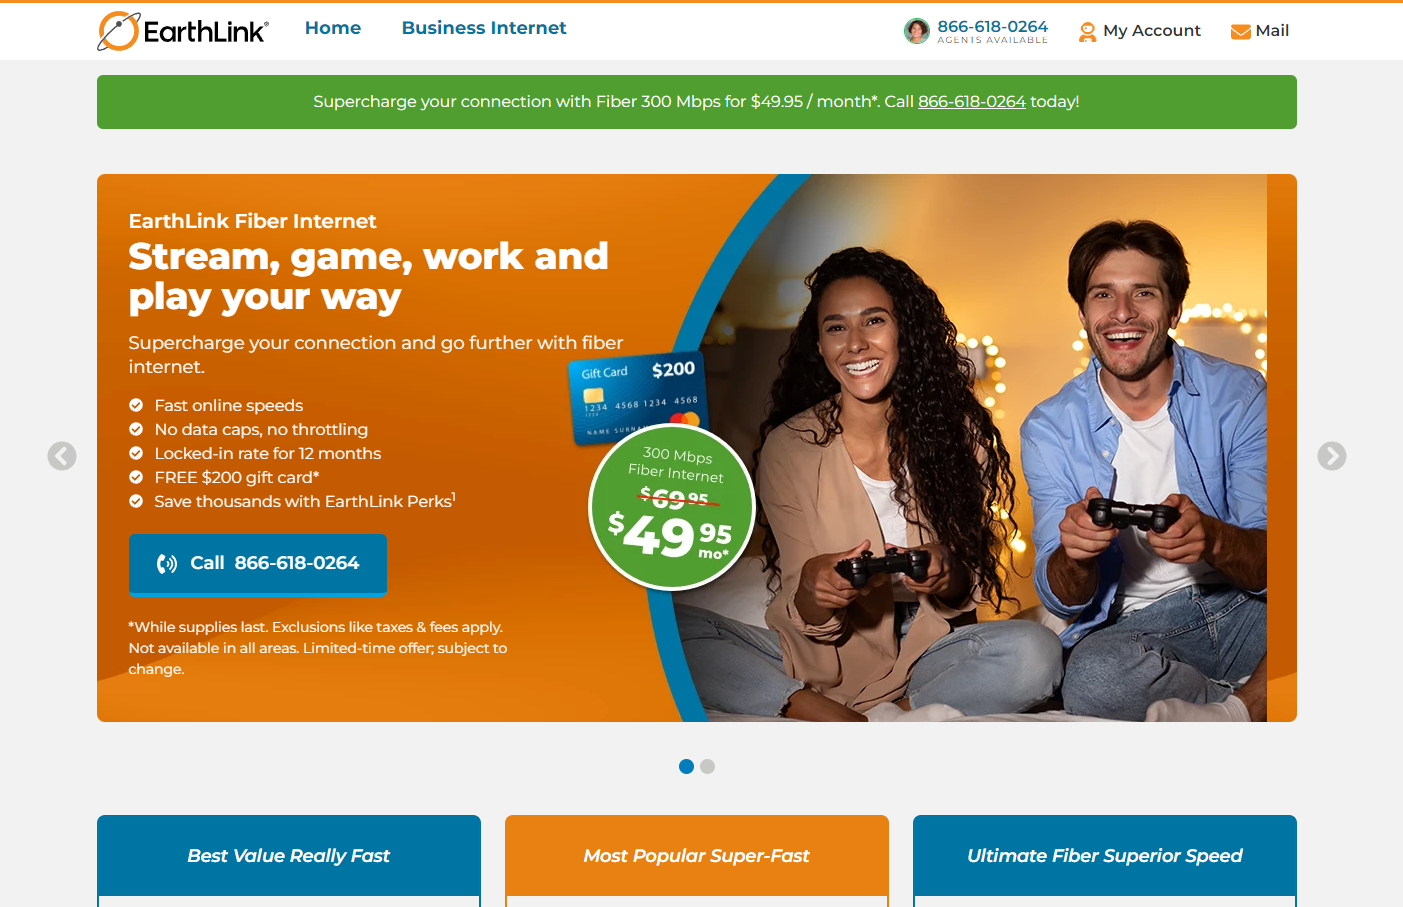 EarthLink®
Home
Business Internet
866-618-0264
AGENTS AVAILABLE
My Account
Mail
Supercharge your connection with Fiber 300 Mbps for $49.95 / month*. Call 866-618-0264 today!
EarthLink Fiber Internet
Stream, game, work and
play your way
Supercharge your connection and go further with fiber
internet.
Fast online speeds
No data caps, no throttling
Locked-in rate for 12 months
FREE $200 gift card*
Save thousands with EarthLink Perks1
Call 866-618-0264
*While supplies last. Exclusions like taxes & fees apply.
Not available in all areas. Limited-time offer; subject to
change.
Gift Card $200
1234 4568 1234 4568
1234
300 Mbps
Fiber Internet
$69.95
$49 95
mo*
Best Value Really Fast
Most Popular Super-Fast
Ultimate Fiber Superior Speed